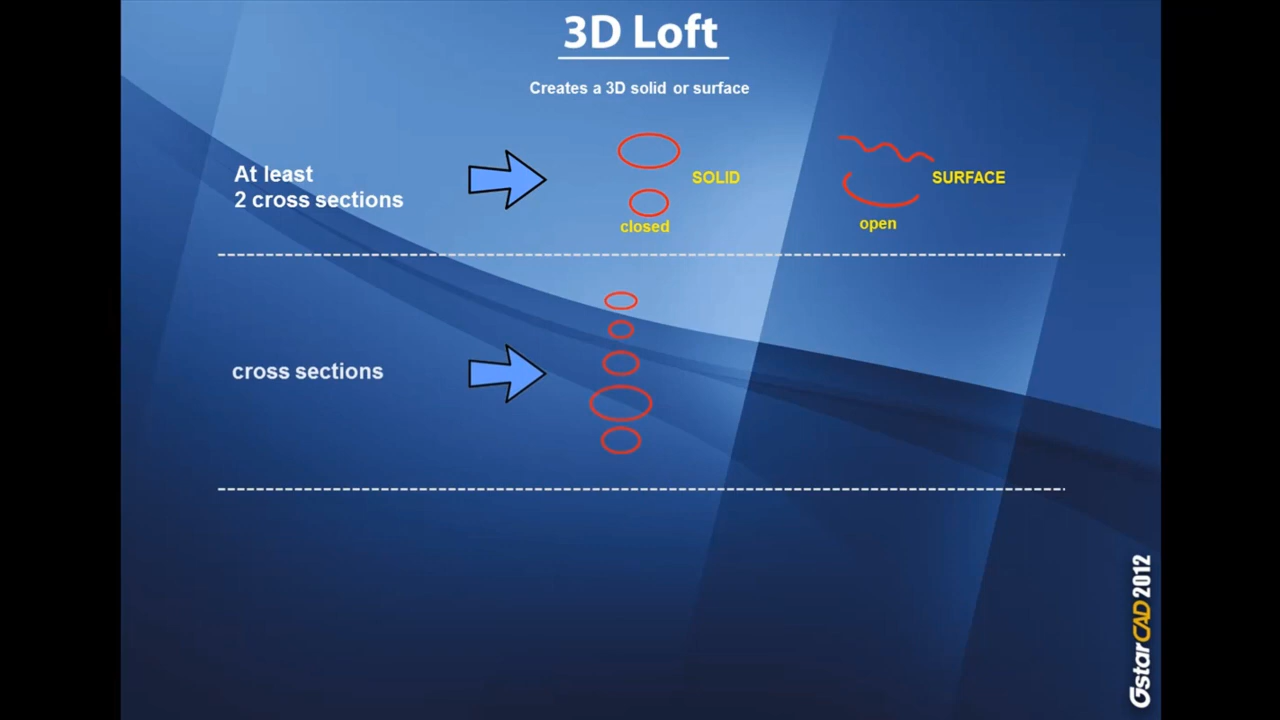 3D Loft
Creates a 3D solid or surface
At least
2 cross sections
SOLID
closed
SURFACE
open
cross sections
GstarCAD 2012